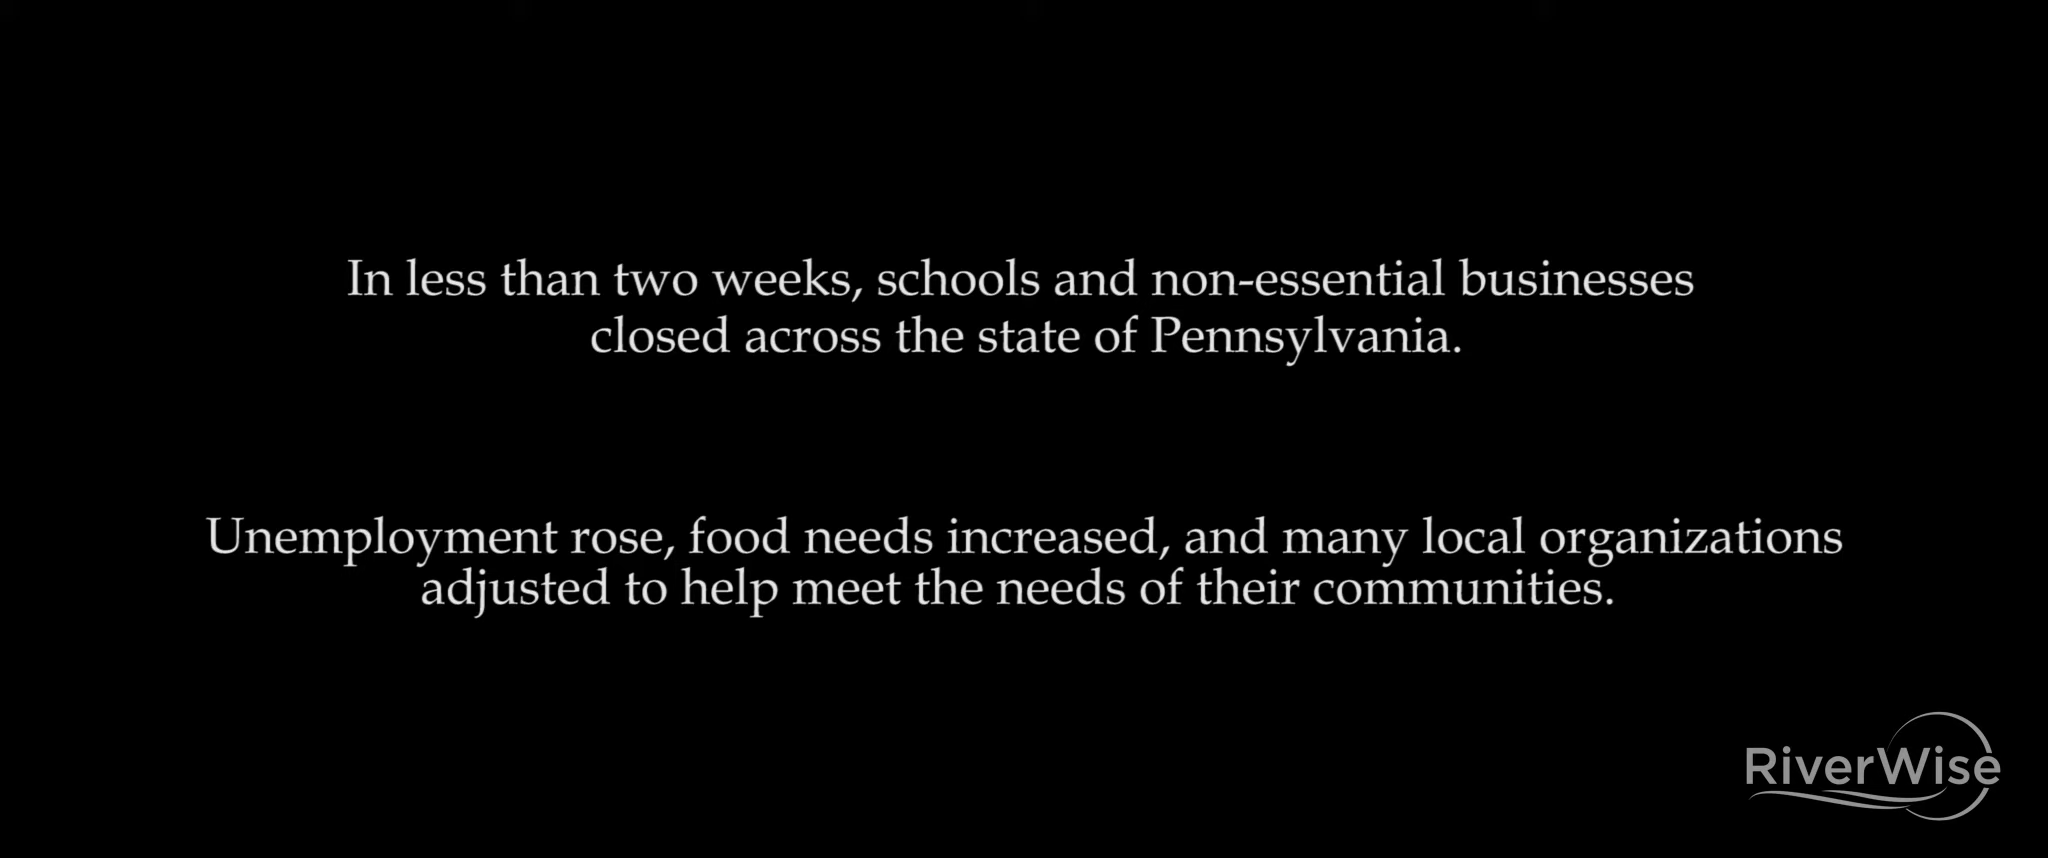 In less than two weeks, schools and non-essential businesses
closed across the state of Pennsylvania.
Unemployment rose, food needs increased, and many local organizations
adjusted to help meet the needs of their communities.
RiverWise